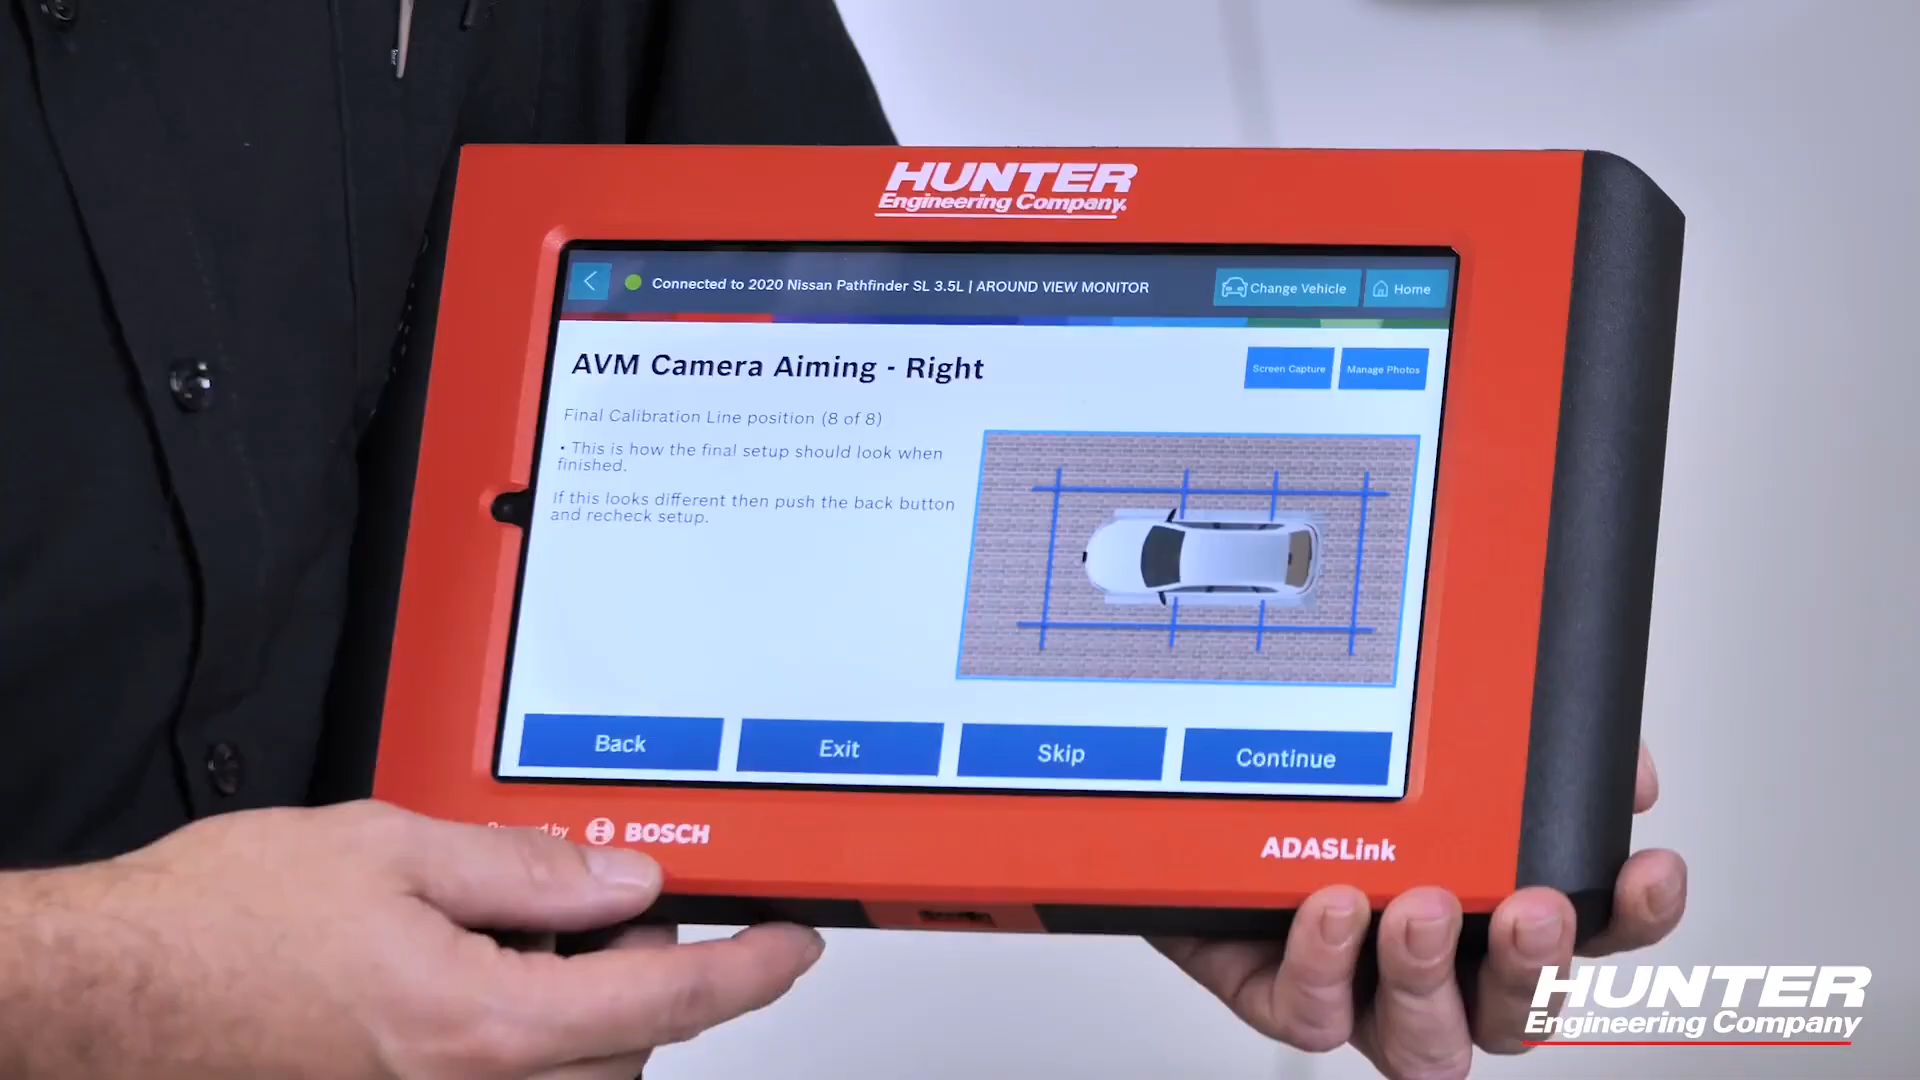 HUNTER
Engineering Company.
Connected to 2020 Nissan Pathfinder SL 3.5L | AROUND VIEW MONITOR
Change Vehicle
Home
AVM Camera Aiming - Right
Screen Capture
Manage Photos
Final Calibration Line position (8 of 8)
• This is how the final setup should look when
finished.
If this looks different then push the back button
and recheck setup.
Back
Exit
Skip
Continue
Powered by
BOSCH
ADASLink
HUNTER
Engineering Company